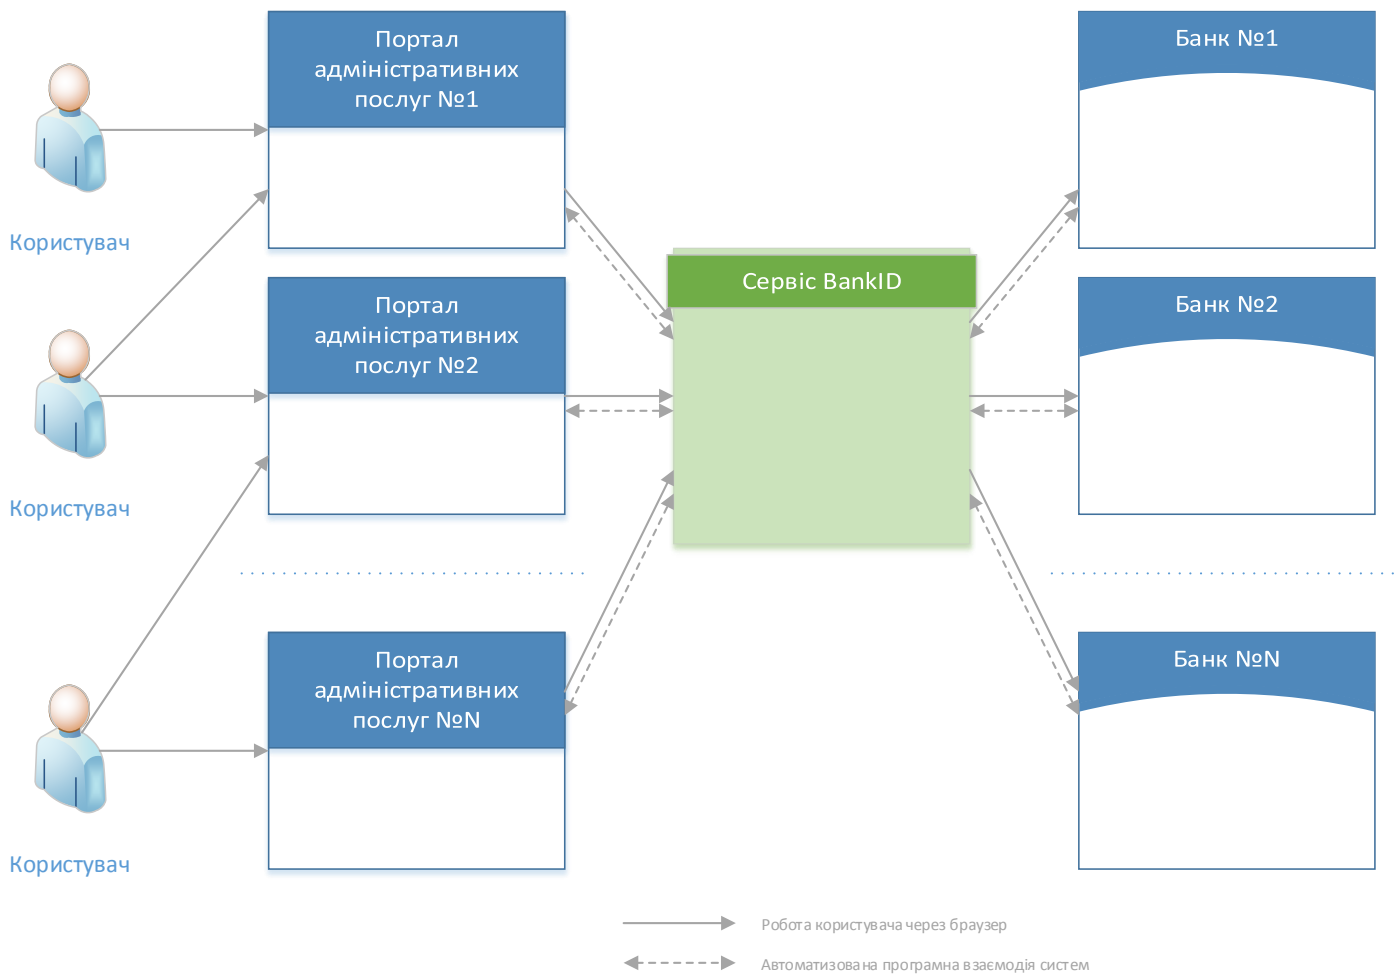 Портал
адміністративних
послуг №1
Банк №1
Користувач
Сервіс BankID
Портал
адміністративних
послуг №2
Банк №2
Користувач
Портал
адміністративних
послуг №N
Банк №N
Користувач
Робота користувача через браузер
Автоматизована програмна взаємодія систем